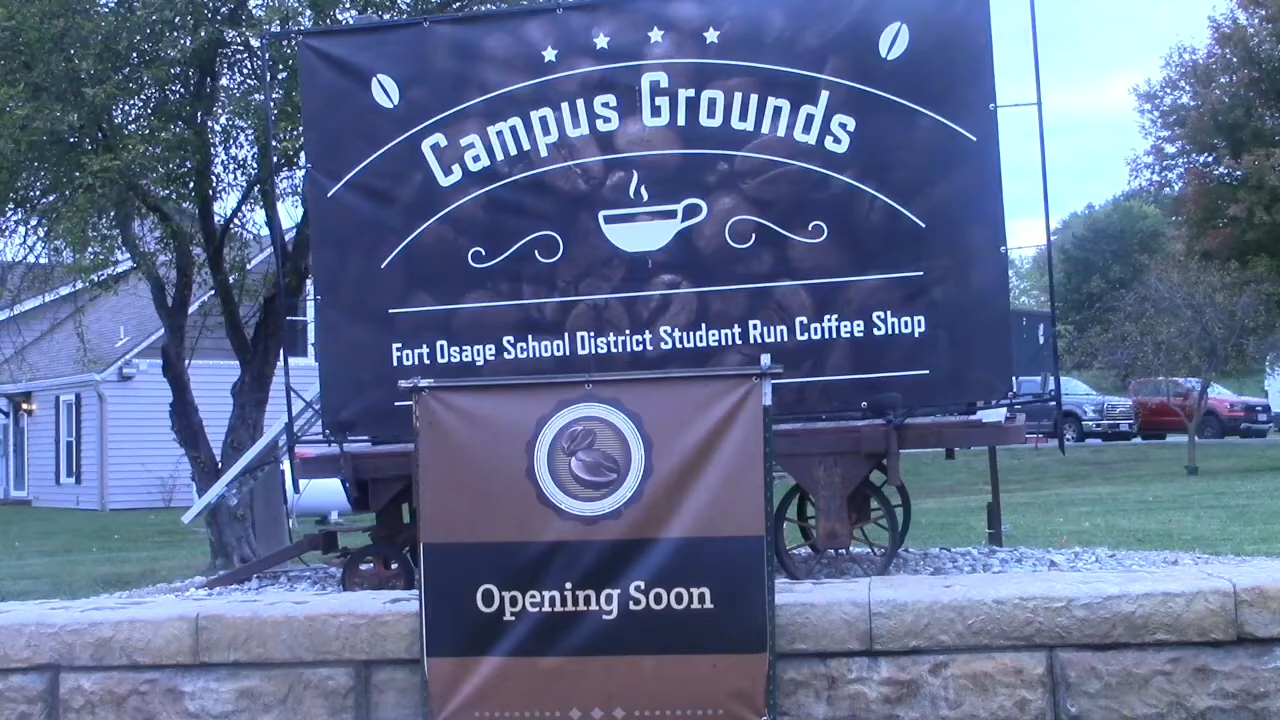 Campus Grounds
Fort Osage School District Student Run Coffee Shop
Opening Soon